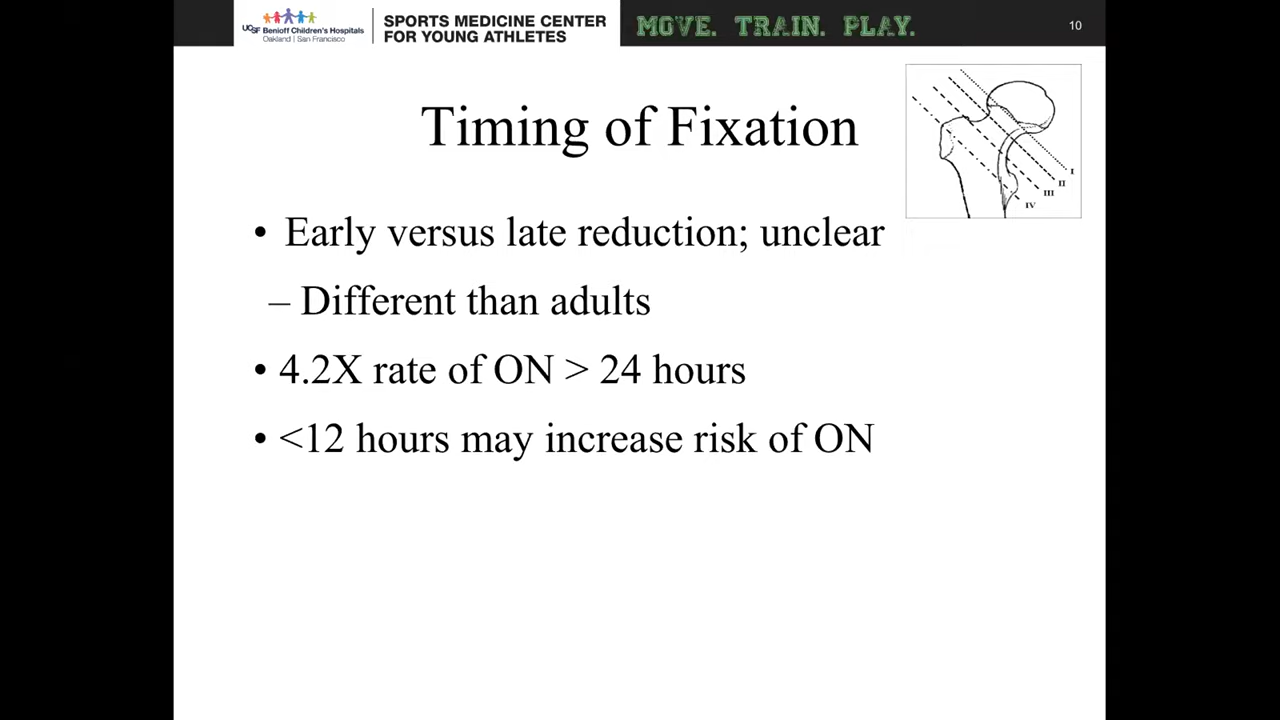 UCSF Benioff Children's Hospitals
Oakland | San Francisco
SPORTS MEDICINE CENTER
FOR YOUNG ATHLETES
MOVE. TRAIN. PLAY.
10
Timing of Fixation
I
II
III
IV
• Early versus late reduction; unclear
– Different than adults
• 4.2X rate of ON > 24 hours
• <12 hours may increase risk of ON